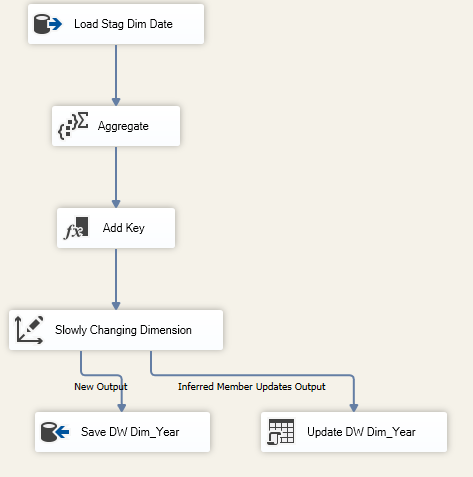 Load Stag Dim Date
Aggregate
Add Key
Slowly Changing Dimension
New Output
Inferred Member Updates Output
Save DW Dim_Year
Update DW Dim_Year